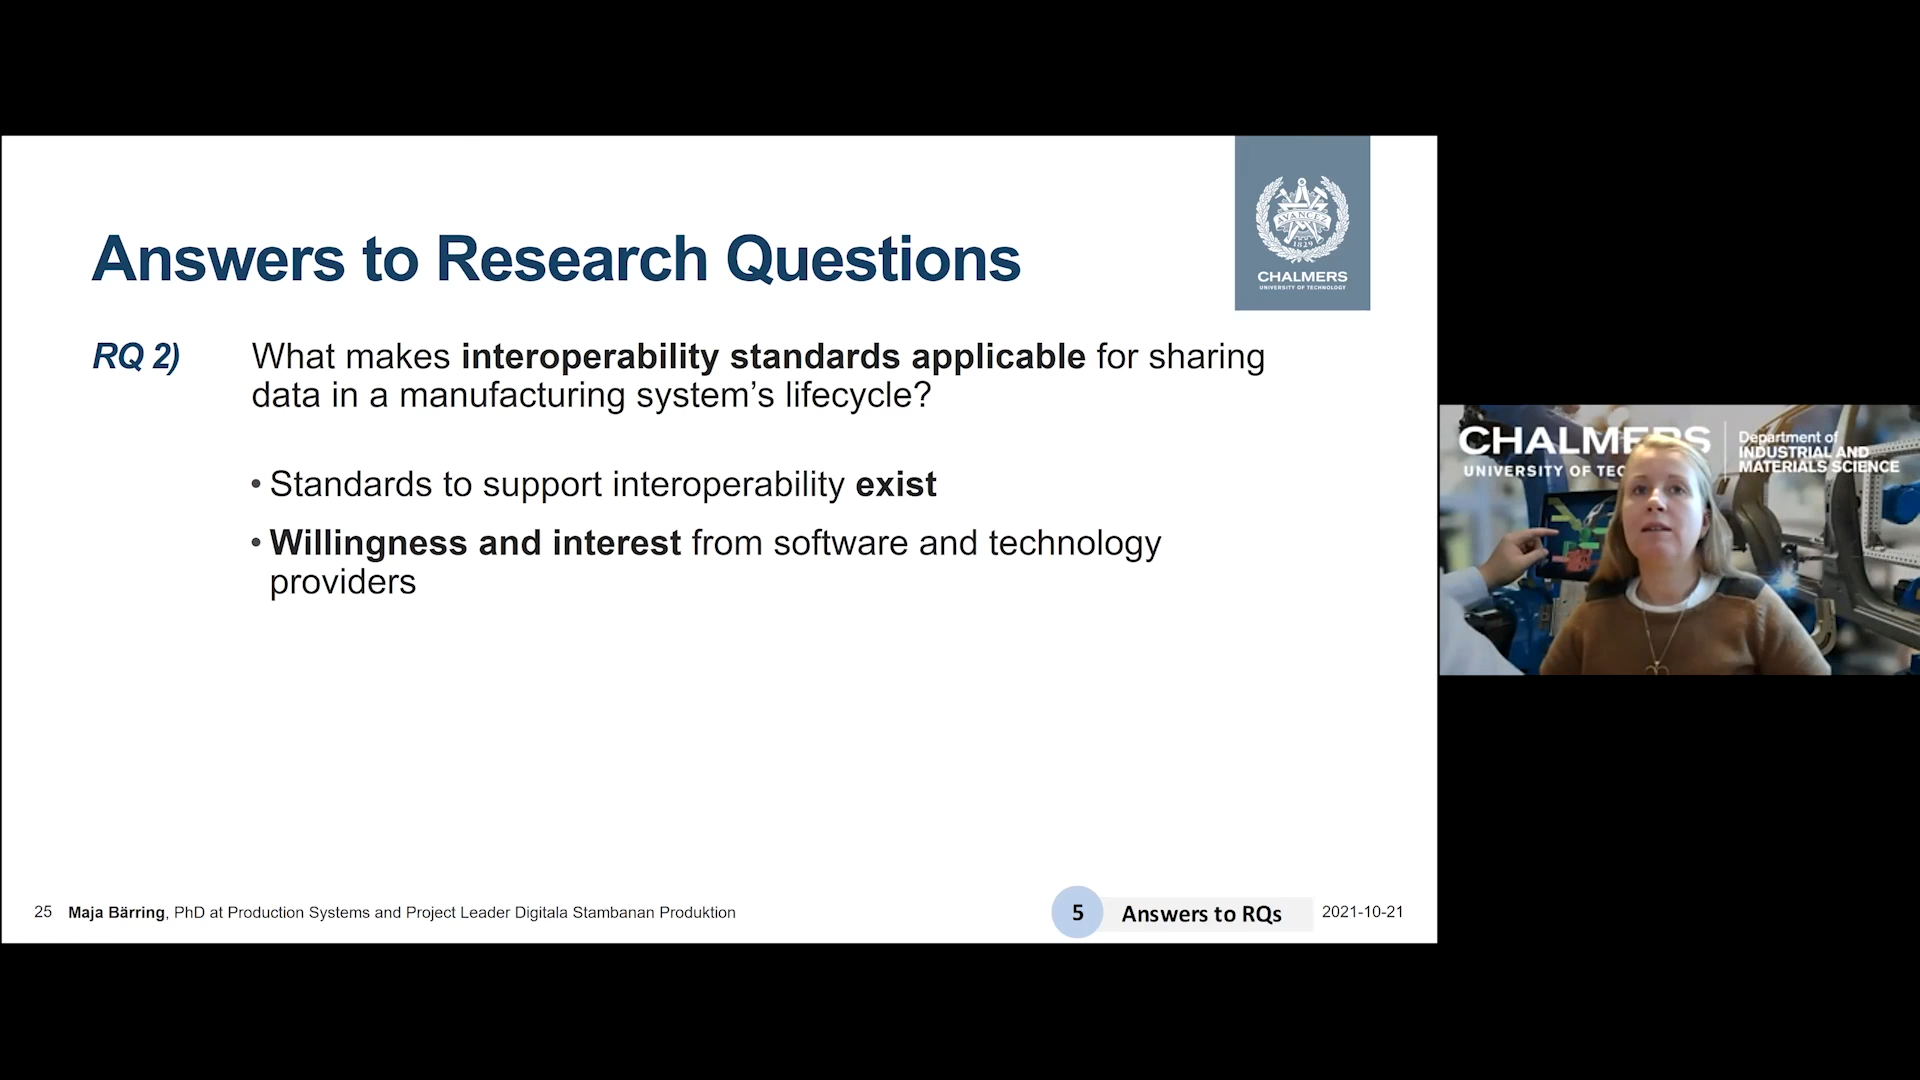 AVANCEZ
1829
CHALMERS
UNIVERSITY OF TECHNOLOGY
Answers to Research Questions
RQ 2) What makes interoperability standards applicable for sharing
data in a manufacturing system’s lifecycle?
• Standards to support interoperability exist
• Willingness and interest from software and technology
providers
25 Maja Bärring, PhD at Production Systems and Project Leader Digitala Stambanan Produktion
5 Answers to RQs
2021-10-21
CHALMERS
UNIVERSITY OF TEC
Department of
INDUSTRIAL AND
MATERIALS SCIENCE